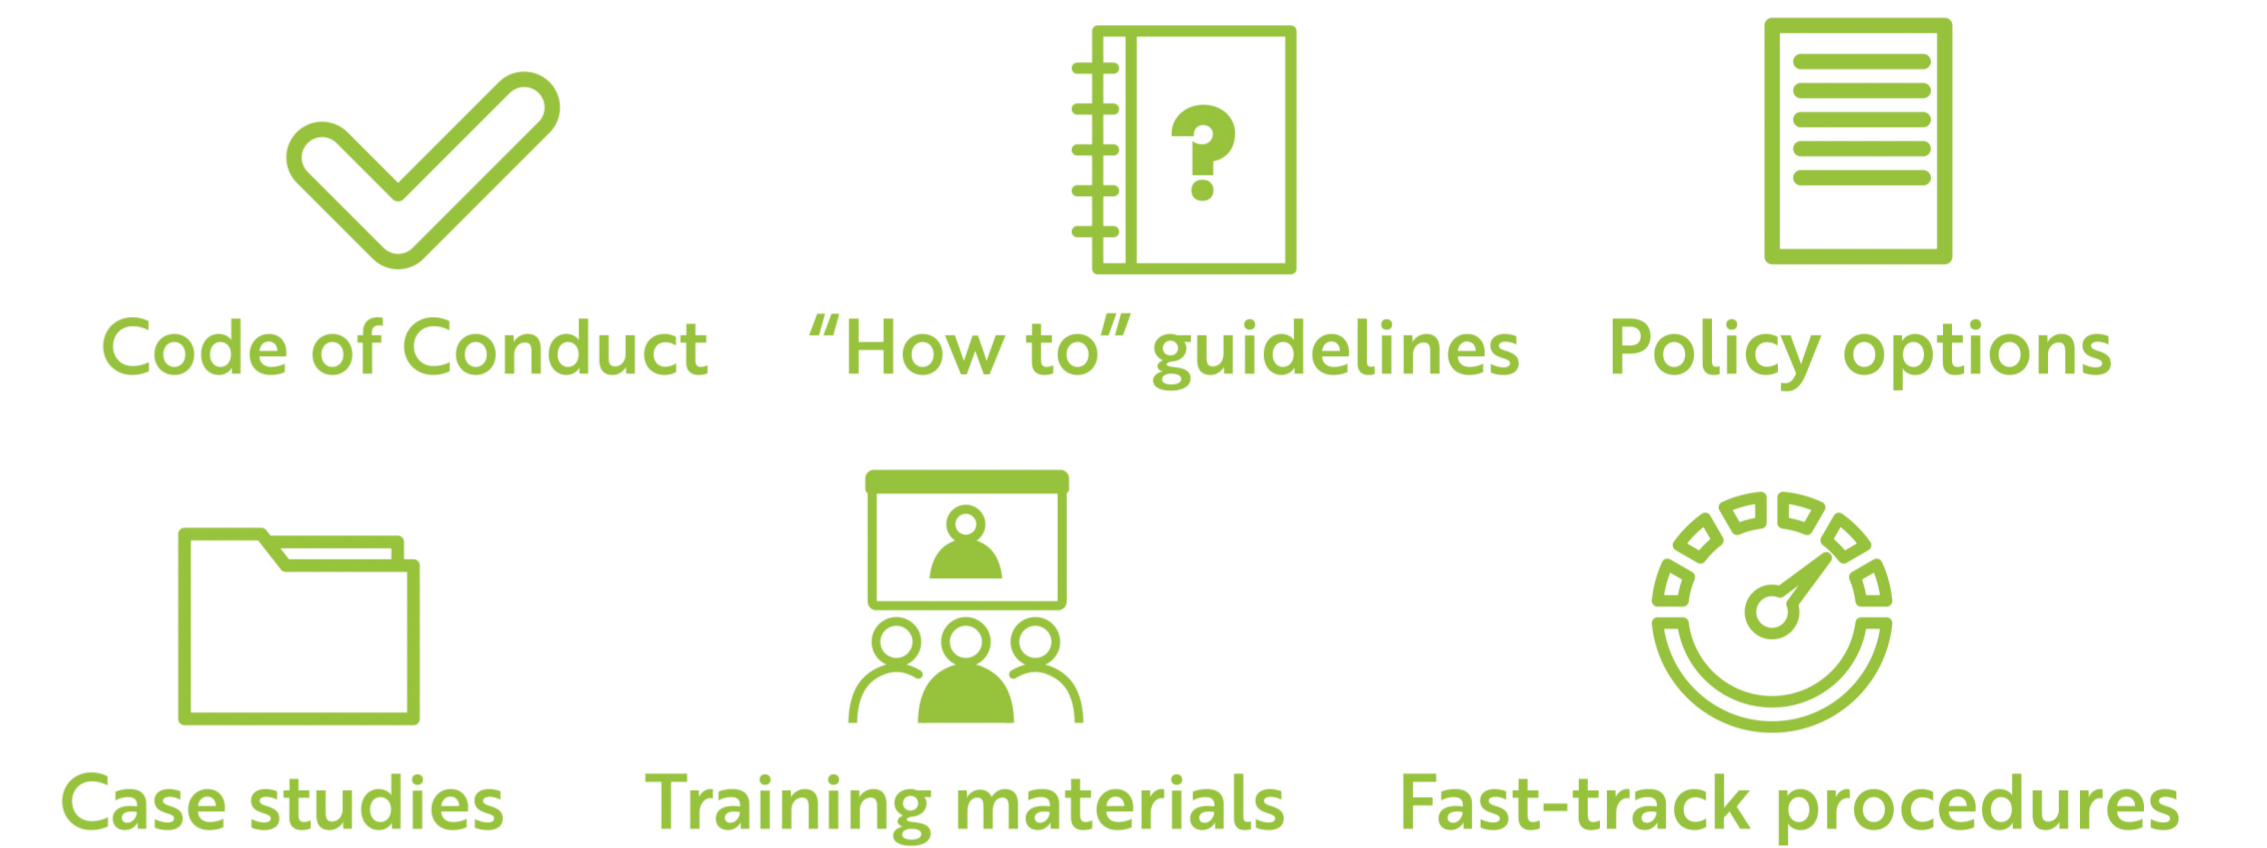 Code of Conduct
“How to” guidelines
Policy options
Case studies
Training materials
Fast-track procedures